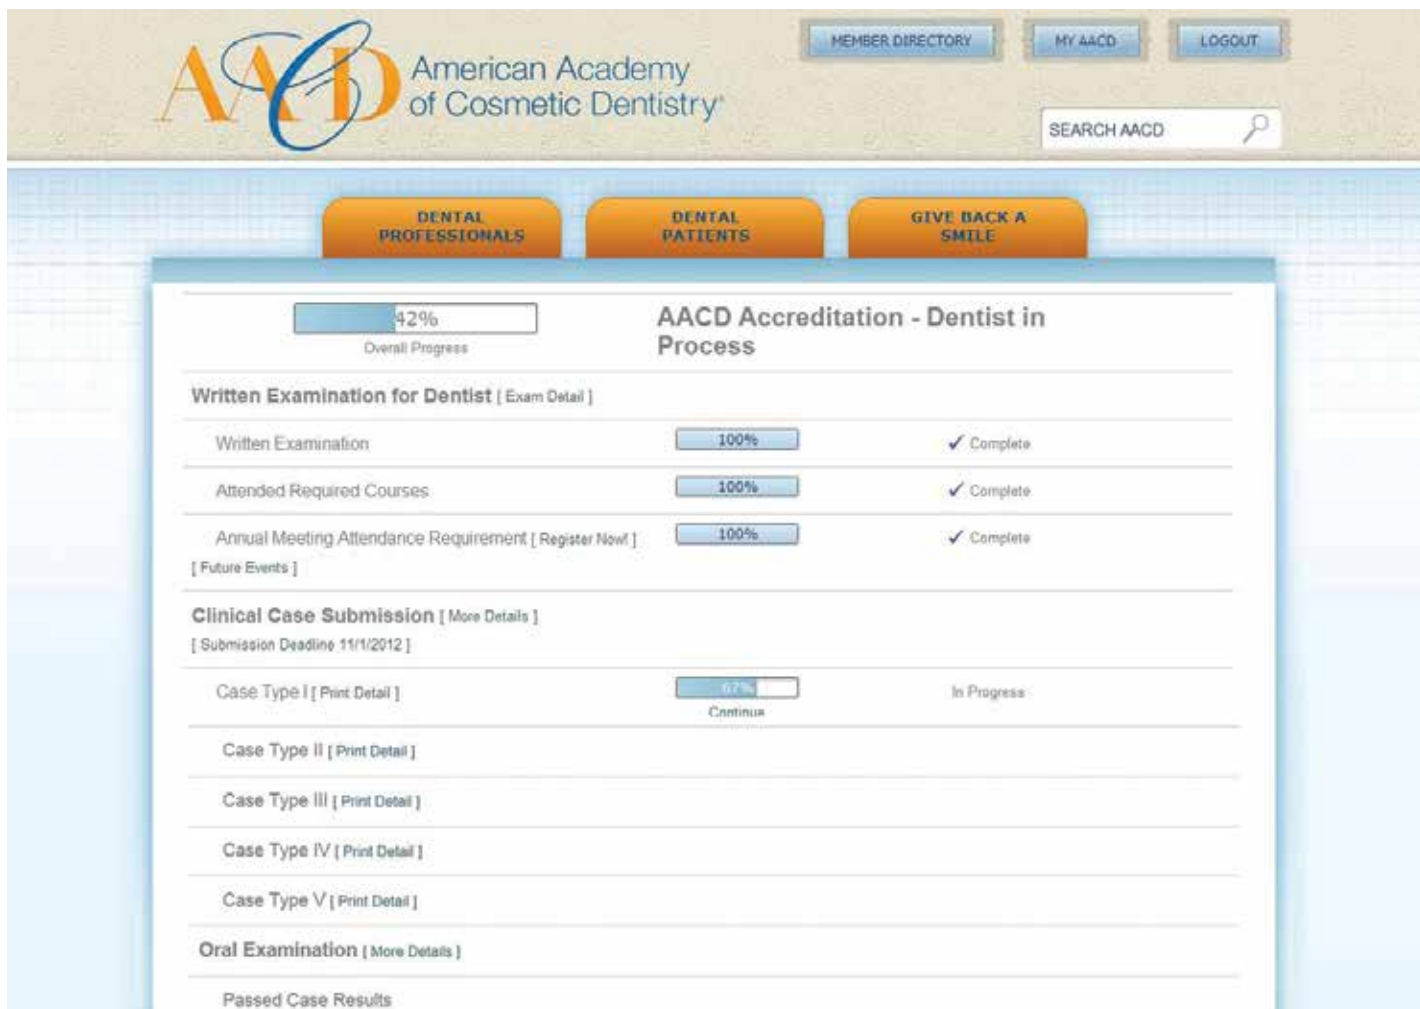 MEMBER DIRECTORY
MY AACD
LOGOUT
AACD
American Academy
of Cosmetic Dentistry
SEARCH AACD
DENTAL
PROFESSIONALS
DENTAL
PATIENTS
GIVE BACK A
SMILE
42%
Overall Progress
AACD Accreditation - Dentist in
Process
Written Examination for Dentist [ Exam Detail ]
Written Examination 100% ✓ Complete
Attended Required Courses 100% ✓ Complete
Annual Meeting Attendance Requirement [ Register Now! ] 100% ✓ Complete
[ Future Events ]
Clinical Case Submission [ More Details ]
[ Submission Deadline 11/1/2012 ]
Case Type I [ Print Detail ] 67% In Progress
Continue
Case Type II [ Print Detail ]
Case Type III [ Print Detail ]
Case Type IV [ Print Detail ]
Case Type V [ Print Detail ]
Oral Examination [ More Details ]
Passed Case Results